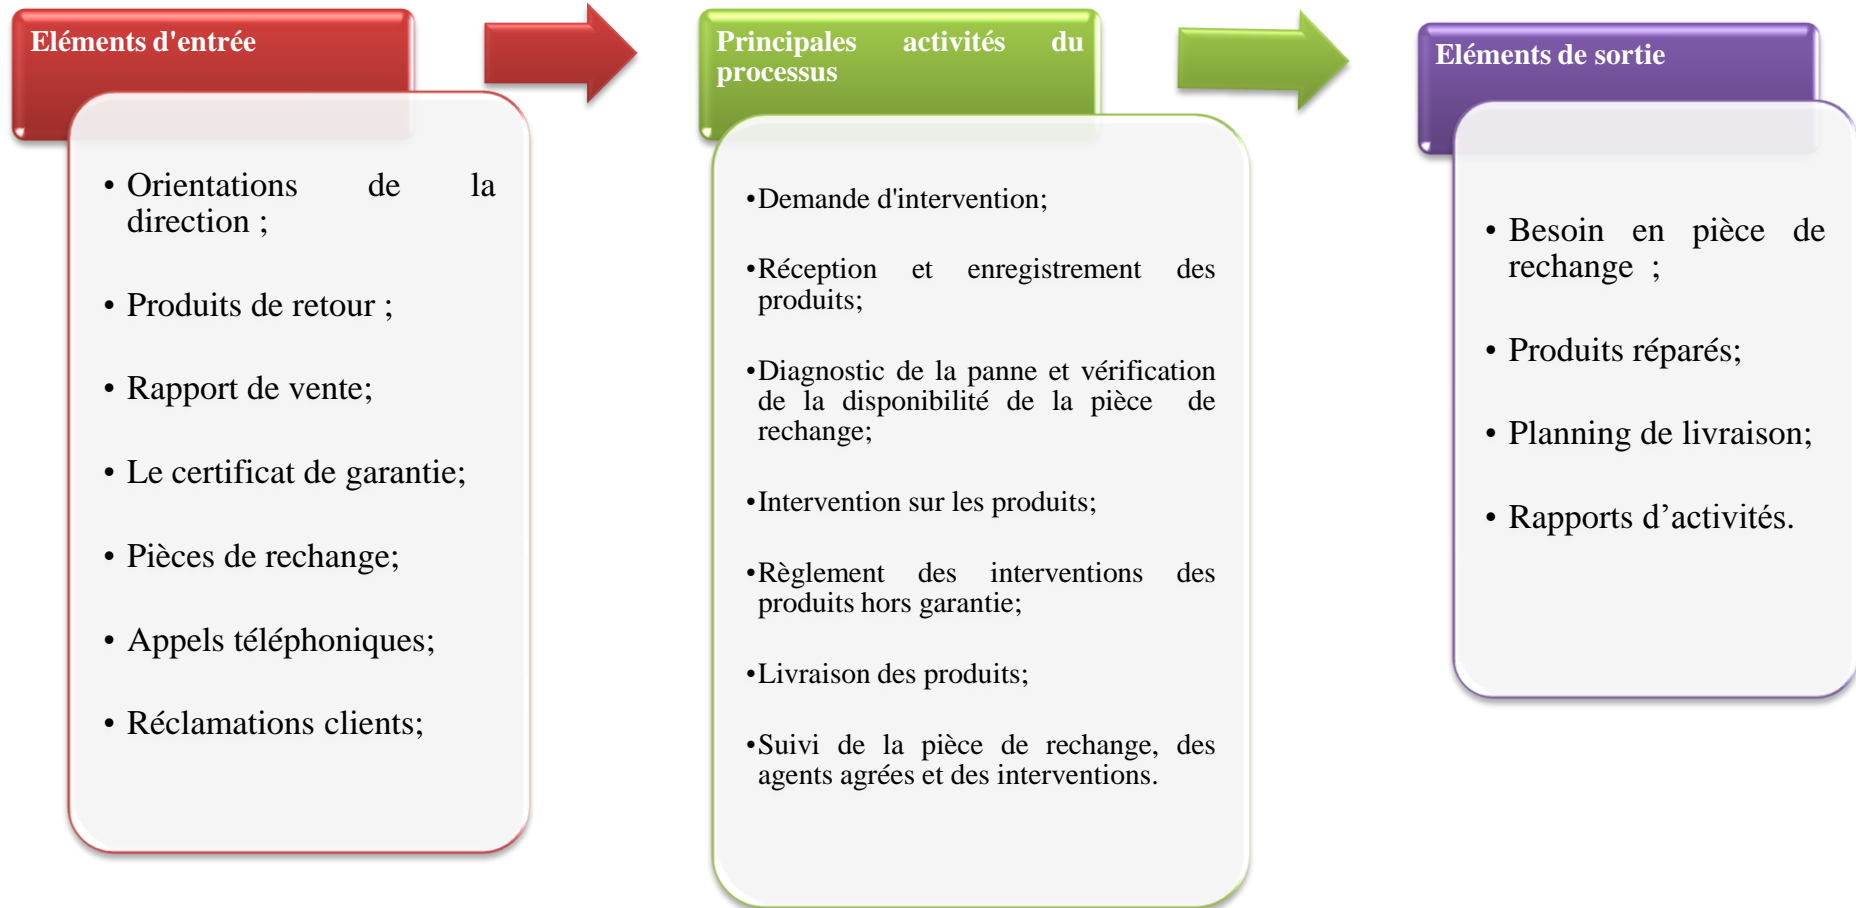 Eléments d'entrée
• Orientations de la
direction ;
• Produits de retour ;
• Rapport de vente;
• Le certificat de garantie;
• Pièces de rechange;
• Appels téléphoniques;
• Réclamations clients;
Principales activités du
processus
•Demande d'intervention;
•Réception et enregistrement des
produits;
•Diagnostic de la panne et vérification
de la disponibilité de la pièce de
rechange;
•Intervention sur les produits;
•Règlement des interventions des
produits hors garantie;
•Livraison des produits;
•Suivi de la pièce de rechange, des
agents agrées et des interventions.
Eléments de sortie
• Besoin en pièce de
rechange ;
• Produits réparés;
• Planning de livraison;
• Rapports d’activités.